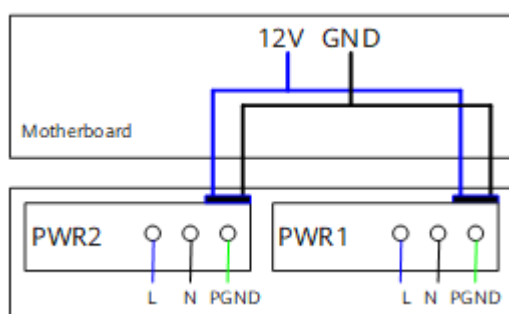 12V GND
Motherboard
PWR2 PWR1
L N PGND L N PGND